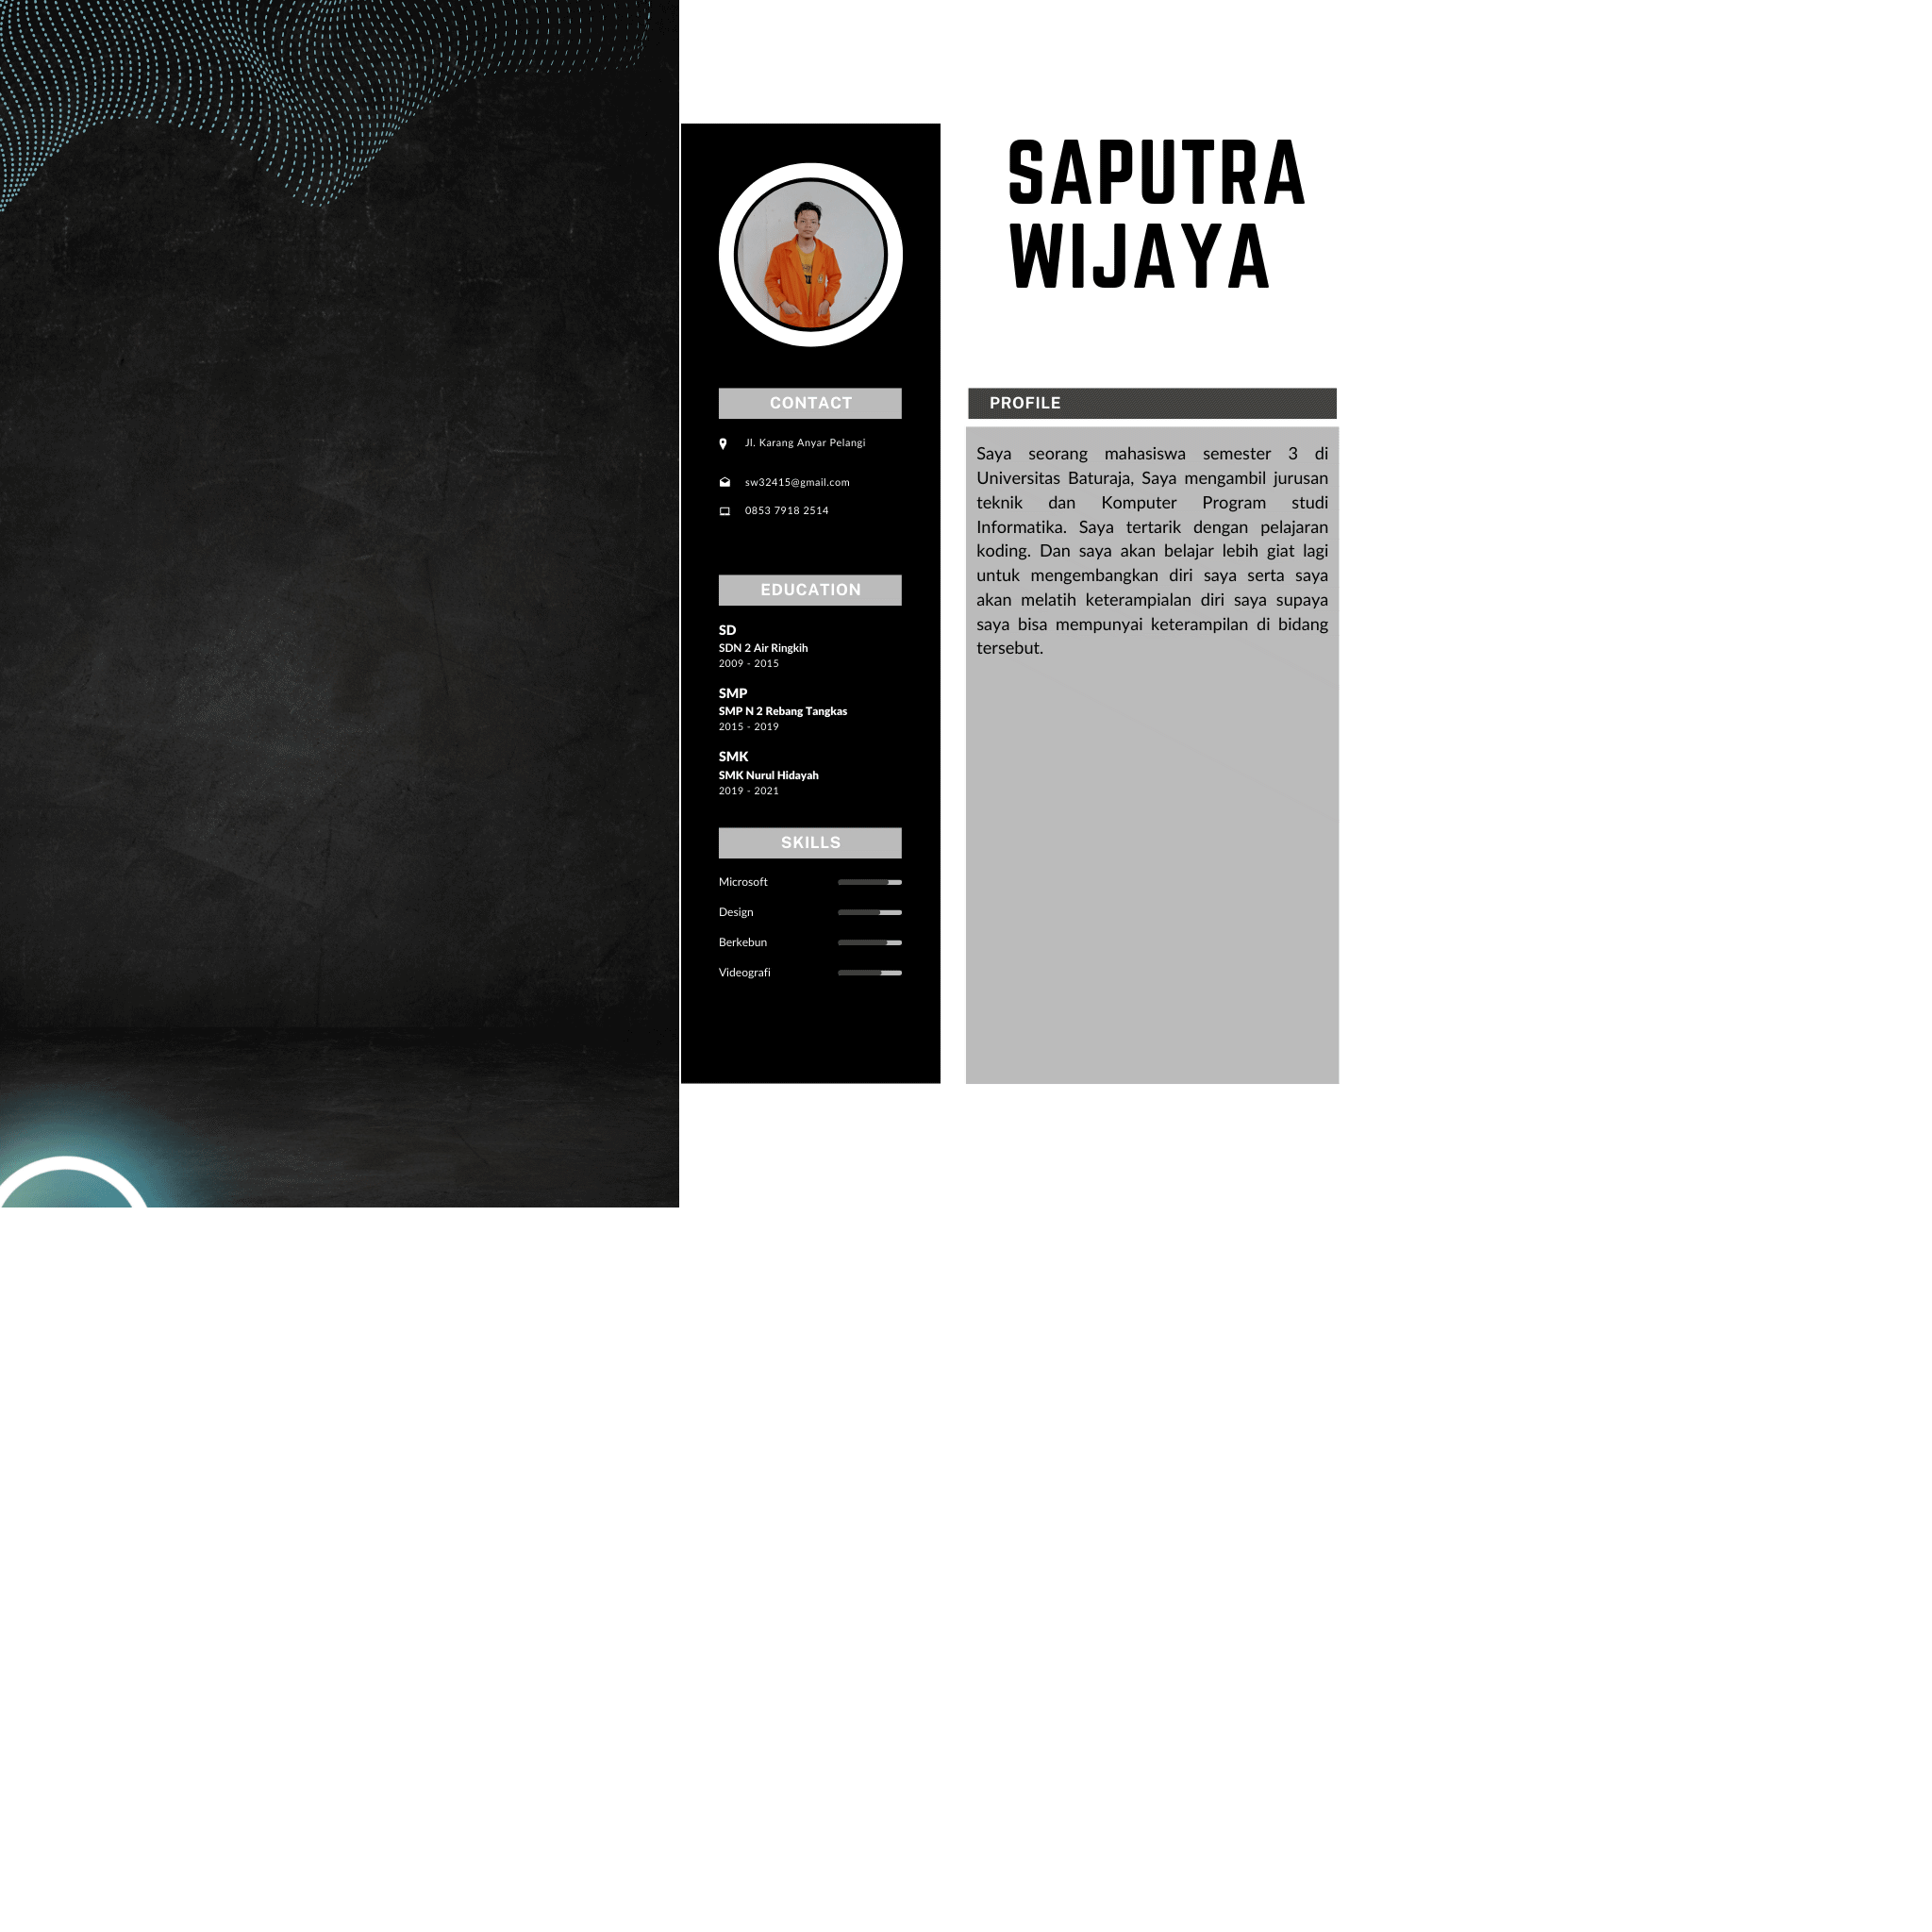 SAPUTRA
WIJAYA
CONTACT
Jl. Karang Anyar Pelangi
sw32415@gmail.com
0853 7918 2514
EDUCATION
SD
SDN 2 Air Ringkih
2009 - 2015
SMP
SMP N 2 Rebang Tangkas
2015 - 2019
SMK
SMK Nurul Hidayah
2019 - 2021
SKILLS
Microsoft
Design
Berkebun
Videografi
PROFILE
Saya seorang mahasiswa semester 3 di
Universitas Baturaja, Saya mengambil jurusan
teknik dan Komputer Program studi
Informatika. Saya tertarik dengan pelajaran
koding. Dan saya akan belajar lebih giat lagi
untuk mengembangkan diri saya serta saya
akan melatih keterampialan diri saya supaya
saya bisa mempunyai keterampilan di bidang
tersebut.